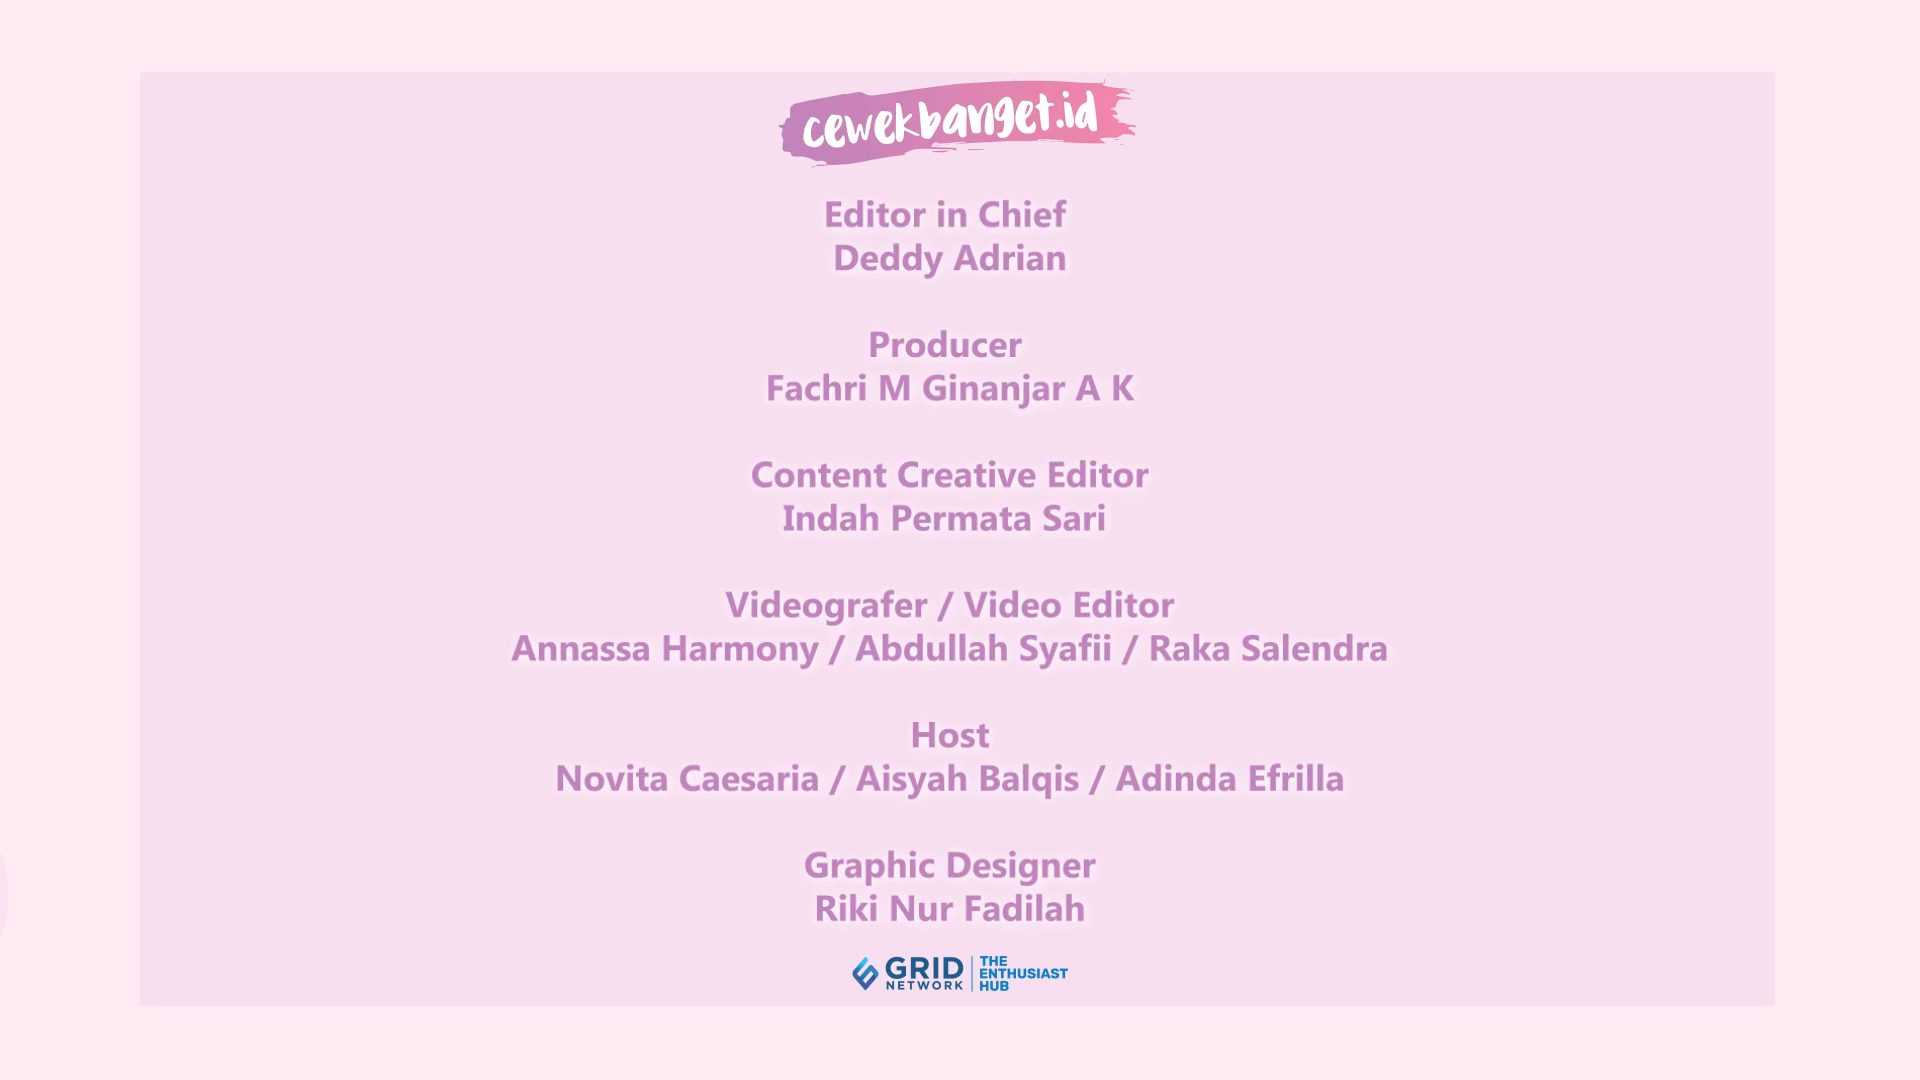 cewekbanget.id
Editor in Chief
Deddy Adrian
Producer
Fachri M Ginanjar A K
Content Creative Editor
Indah Permata Sari
Videografer / Video Editor
Annassa Harmony / Abdullah Syafii / Raka Salendra
Host
Novita Caesaria / Aisyah Balqis / Adinda Efrilla
Graphic Designer
Riki Nur Fadilah
GRID
NETWORK
THE
ENTHUSIAST
HUB